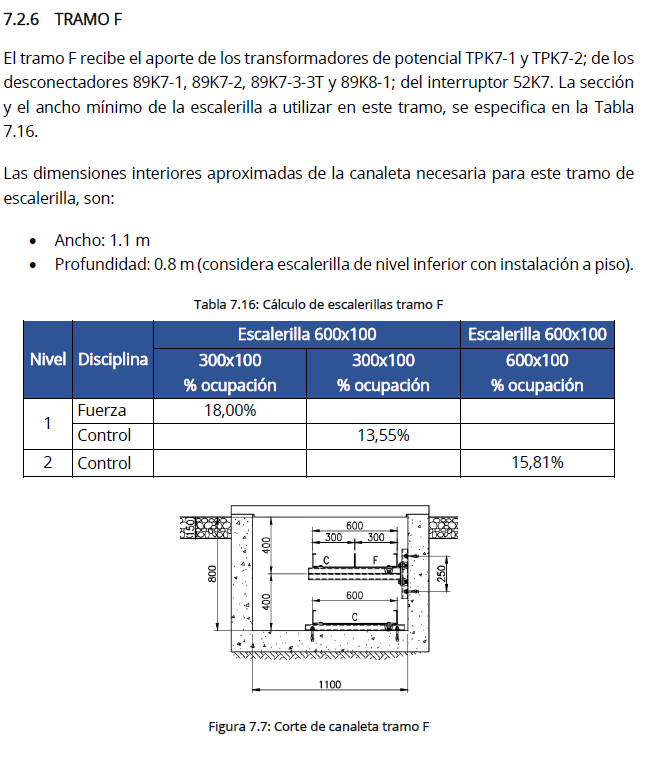 7.2.6 TRAMO F
El tramo F recibe el aporte de los transformadores de potencial TPK7-1 y TPK7-2; de los
desconectadores 89K7-1, 89K7-2, 89K7-3-3T y 89K8-1; del interruptor 52K7. La sección
y el ancho mínimo de la escalerilla a utilizar en este tramo, se especifica en la Tabla
7.16.
Las dimensiones interiores aproximadas de la canaleta necesaria para este tramo de
escalerilla, son:
• Ancho: 1.1 m
• Profundidad: 0.8 m (considera escalerilla de nivel inferior con instalación a piso).
Tabla 7.16: Cálculo de escalerillas tramo F
Nivel Disciplina Escalerilla 600x100 Escalerilla 600x100
300x100 300x100 600x100
% ocupación % ocupación % ocupación
1 Fuerza 18,00%
Control 13,55%
2 Control 15,81%
150
600
300 300
400
C F
800
250
600
400
C
1100
Figura 7.7: Corte de canaleta tramo F